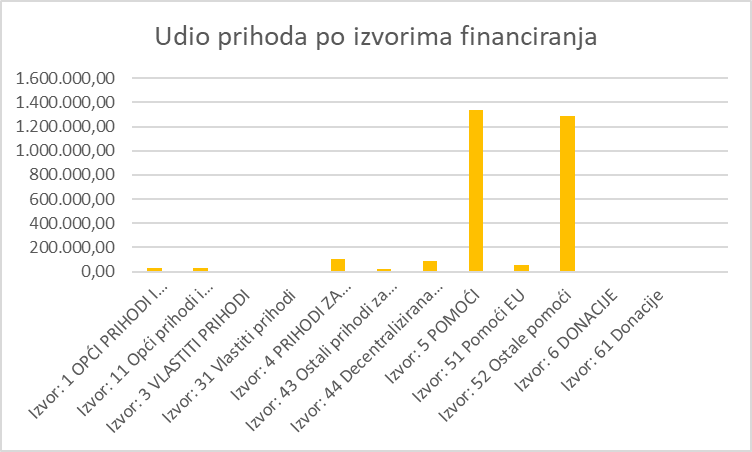 Udio prihoda po izvorima financiranja
1.600.000,00
1.400.000,00
1.200.000,00
1.000.000,00
800.000,00
600.000,00
400.000,00
200.000,00
0,00
Izvor: 1 OPĆI PRIHODI I…
Izvor: 11 Opći prihodi i…
Izvor: 3 VLASTITI PRIHODI
Izvor: 31 Vlastiti prihodi
Izvor: 4 PRIHODI ZA…
Izvor: 43 Ostali prihodi za…
Izvor: 44 Decentralizirana…
Izvor: 5 POMOĆI
Izvor: 51 Pomoći EU
Izvor: 52 Ostale pomoći
Izvor: 6 DONACIJE
Izvor: 61 Donacije